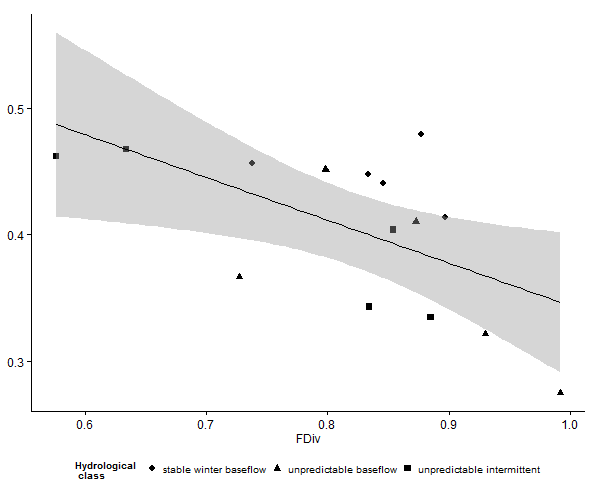 0.5
0.4
0.3
0.6 0.7 0.8 0.9 1.0
FDiv
Hydrological
class
stable winter baseflow unpredictable baseflow unpredictable intermittent